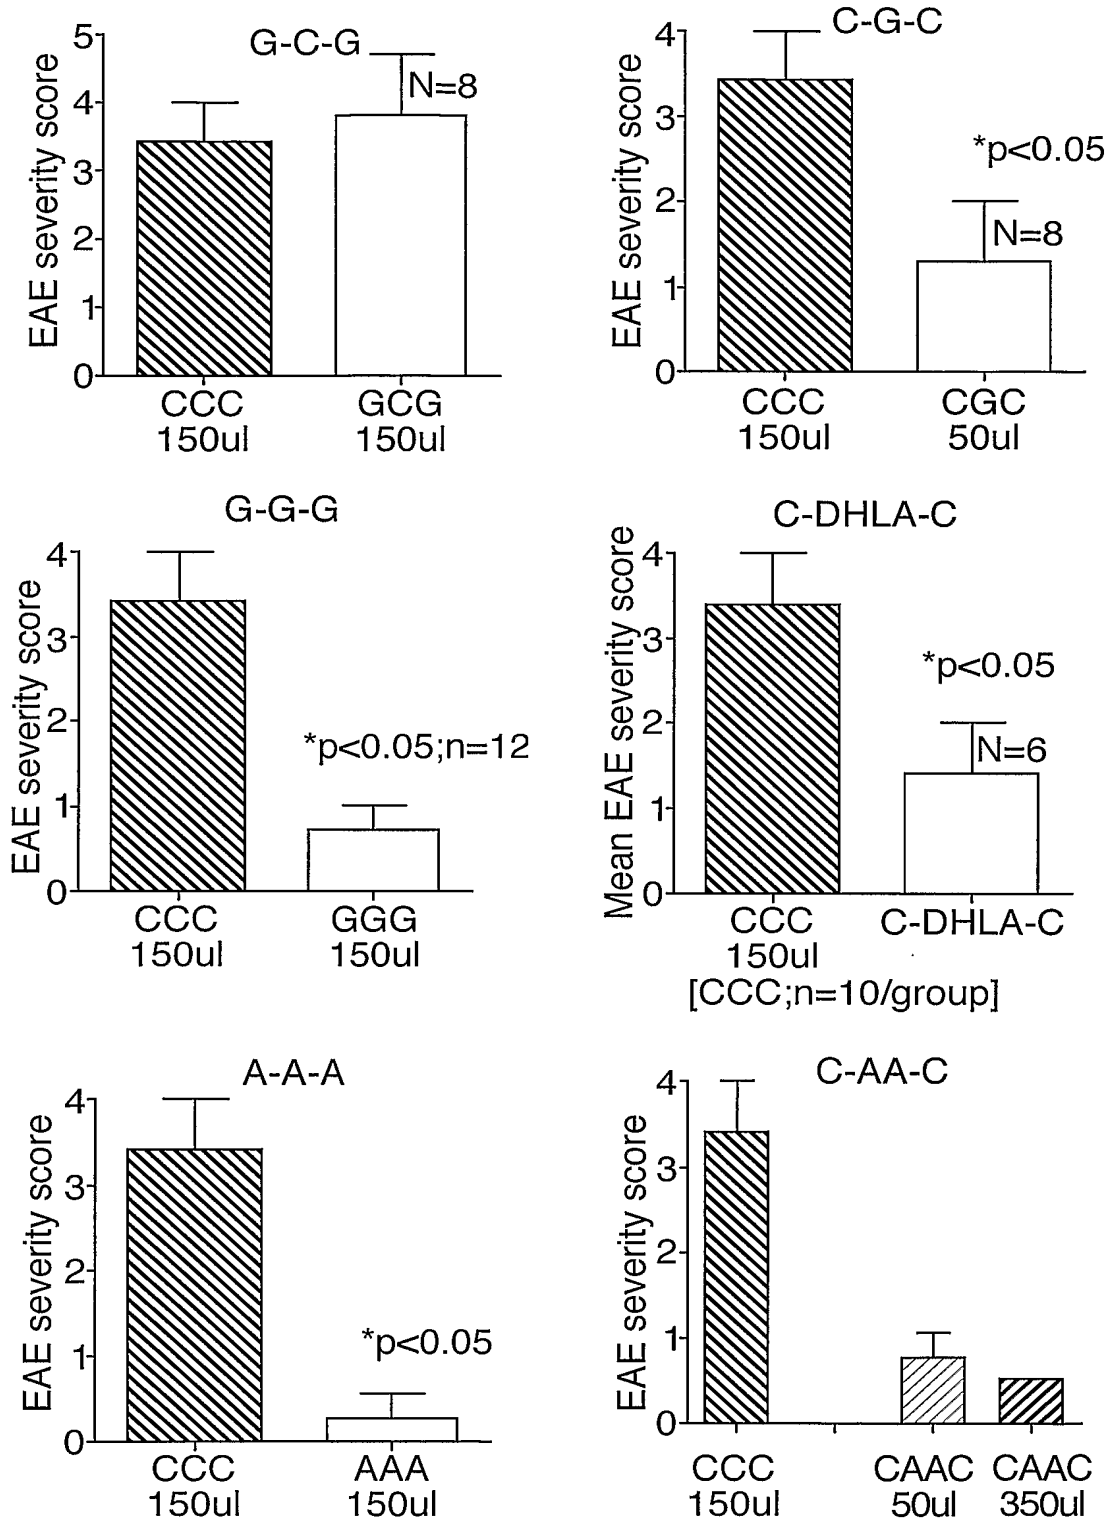 G-C-G
EAE severity score
5
4
3
2
1
0
N=8
CCC GCG
150ul 150ul
C-G-C
EAE severity score
4
3
2
1
0
*p<0.05
N=8
CCC CGC
150ul 50ul
G-G-G
EAE severity score
4
3
2
1
0
*p<0.05;n=12
CCC GGG
150ul 150ul
C-DHLA-C
Mean EAE severity score
4
3
2
1
0
*p<0.05
N=6
CCC C-DHLA-C
150ul
[CCC;n=10/group]
A-A-A
EAE severity score
4
3
2
1
0
*p<0.05
CCC AAA
150ul 150ul
C-AA-C
EAE severity score
4
3
2
1
0
CCC CAAC CAAC
150ul 50ul 350ul